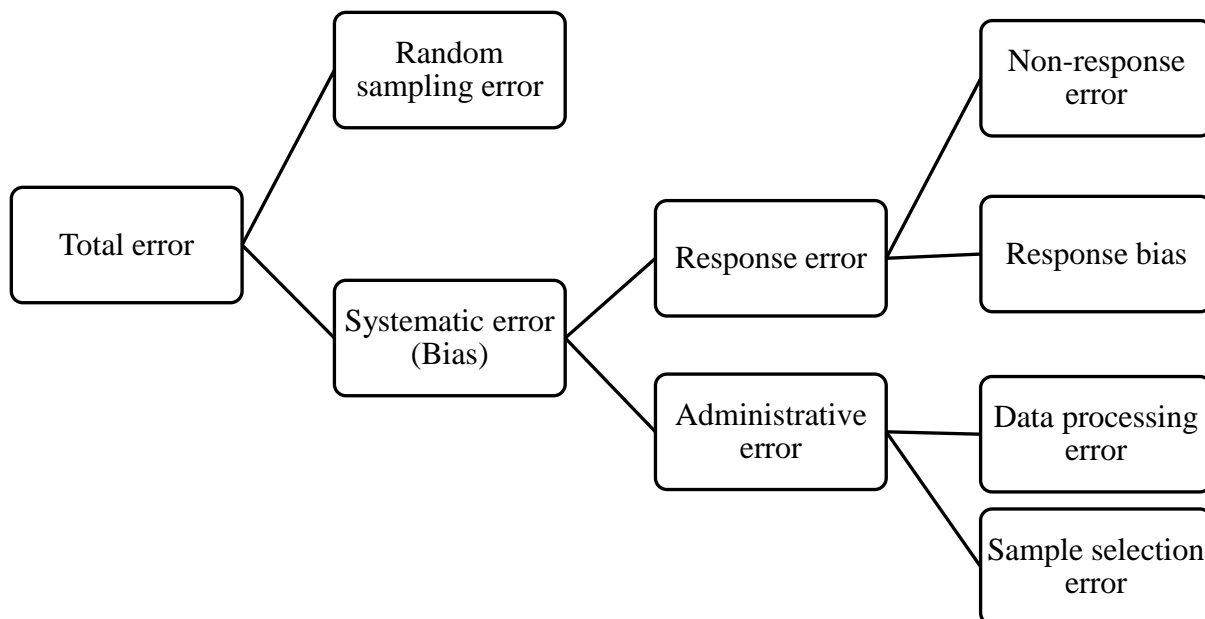 Total error
Random
sampling error
Systematic error
(Bias)
Response error
Administrative
error
Non-response
error
Response bias
Data processing
error
Sample selection
error